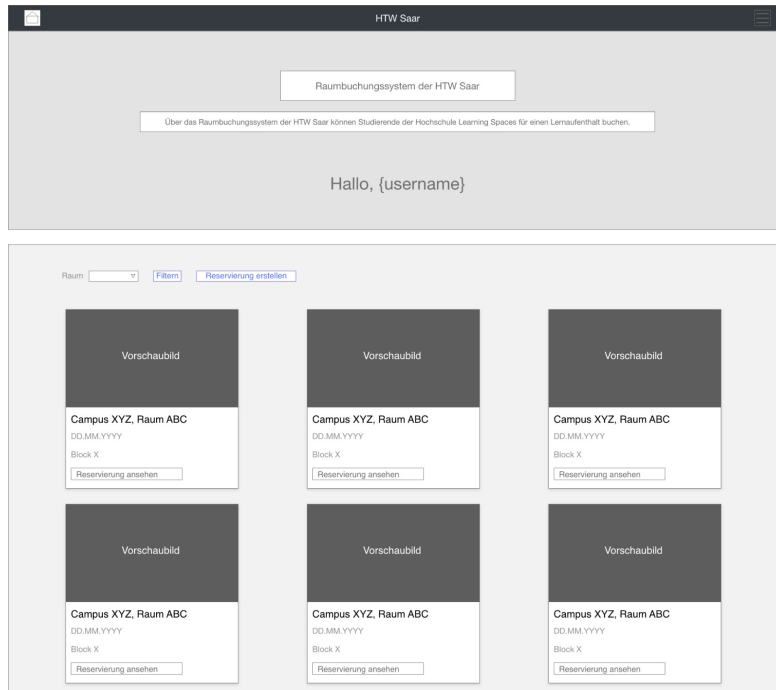 HTW Saar
Raumbuchungssystem der HTW Saar
Über das Raumbuchungssystem der HTW Saar können Studierende der Hochschule Learning Spaces für einen Lernaufenthalt buchen.
Hallo, {username}
Raum Filtern Reservierung erstellen
Vorschaubild Vorschaubild Vorschaubild
Campus XYZ, Raum ABC Campus XYZ, Raum ABC Campus XYZ, Raum ABC
DD.MM.YYYY DD.MM.YYYY DD.MM.YYYY
Block X Block X Block X
Reservierung ansehen Reservierung ansehen Reservierung ansehen
Vorschaubild Vorschaubild Vorschaubild
Campus XYZ, Raum ABC Campus XYZ, Raum ABC Campus XYZ, Raum ABC
DD.MM.YYYY DD.MM.YYYY DD.MM.YYYY
Block X Block X Block X
Reservierung ansehen Reservierung ansehen Reservierung ansehen